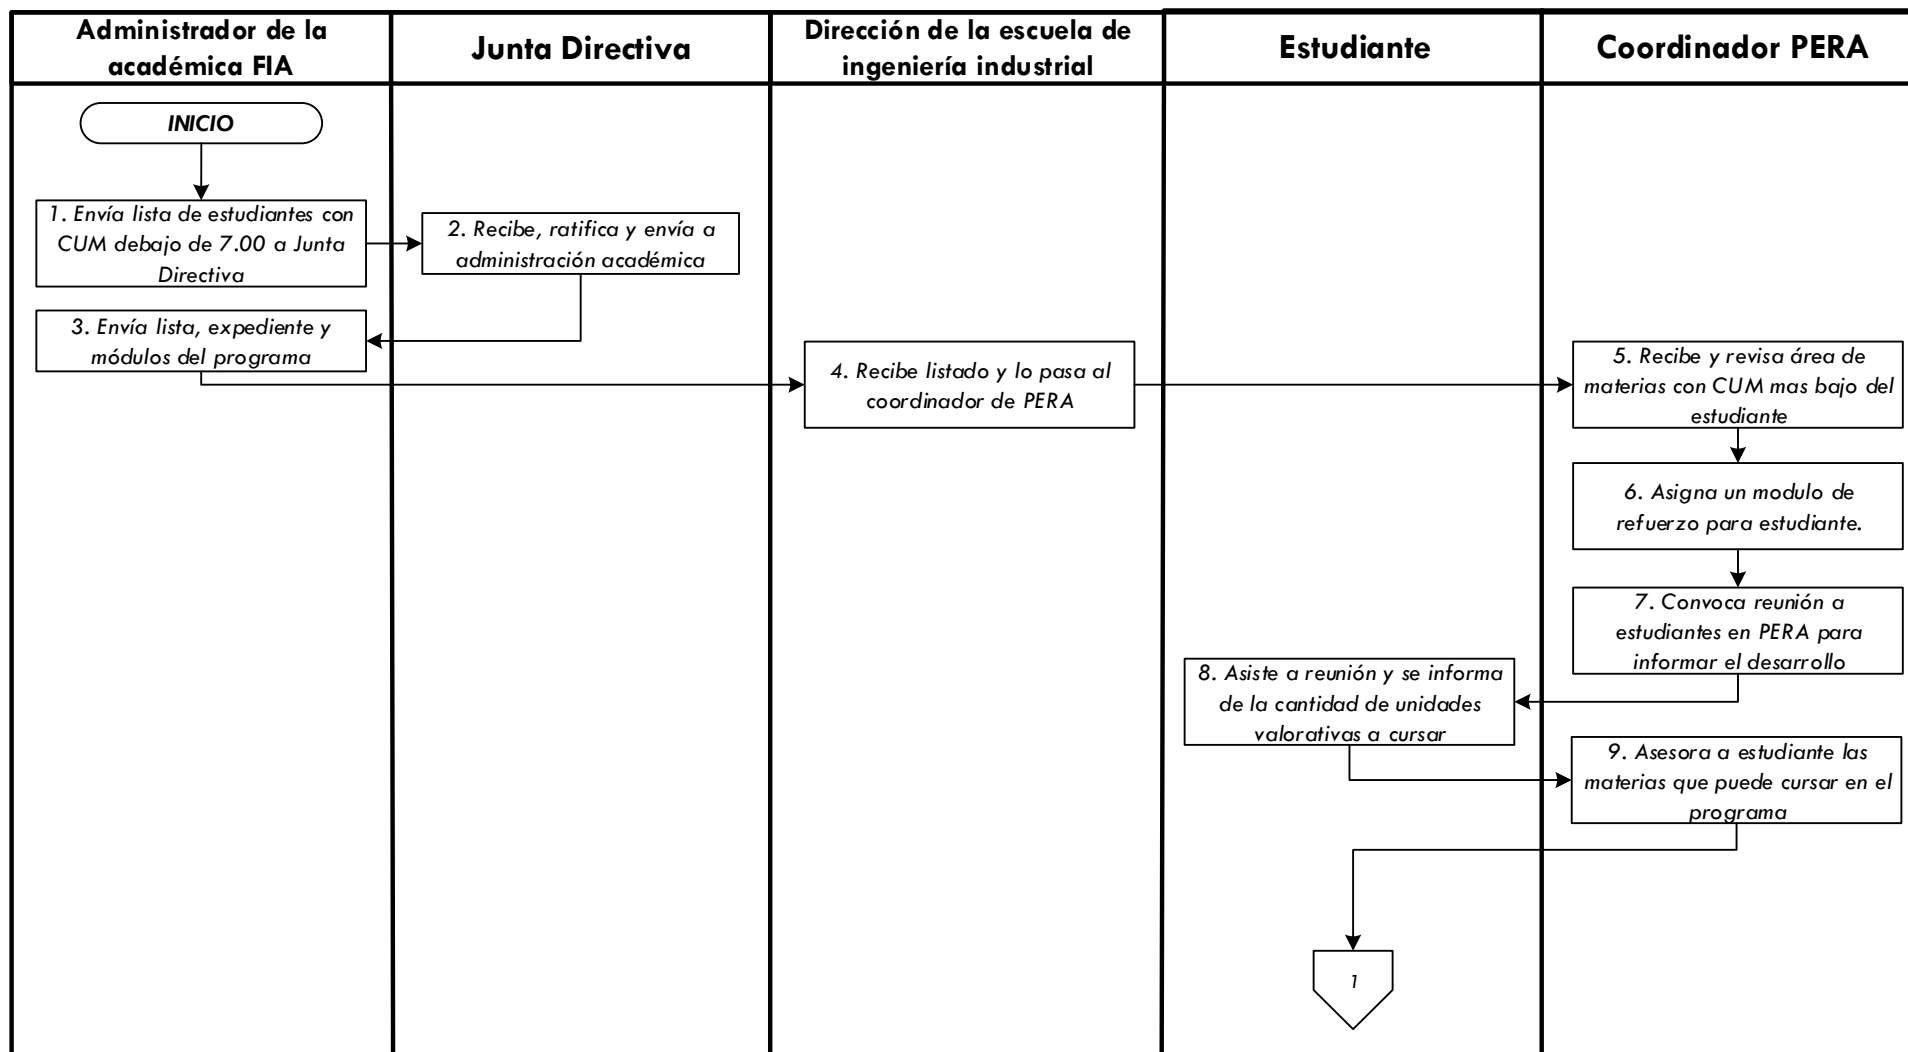 Administrador de la
académica FIA
Junta Directiva
Dirección de la escuela de
ingeniería industrial
Estudiante
Coordinador PERA
INICIO
1. Envía lista de estudiantes con
CUM debajo de 7.00 a Junta
Directiva
2. Recibe, ratifica y envía a
administración académica
3. Envía lista, expediente y
módulos del programa
4. Recibe listado y lo pasa al
coordinador de PERA
5. Recibe y revisa área de
materias con CUM mas bajo del
estudiante
6. Asigna un modulo de
refuerzo para estudiante.
7. Convoca reunión a
estudiantes en PERA para
informar el desarrollo
8. Asiste a reunión y se informa
de la cantidad de unidades
valorativas a cursar
9. Asesora a estudiante las
materias que puede cursar en el
programa
1